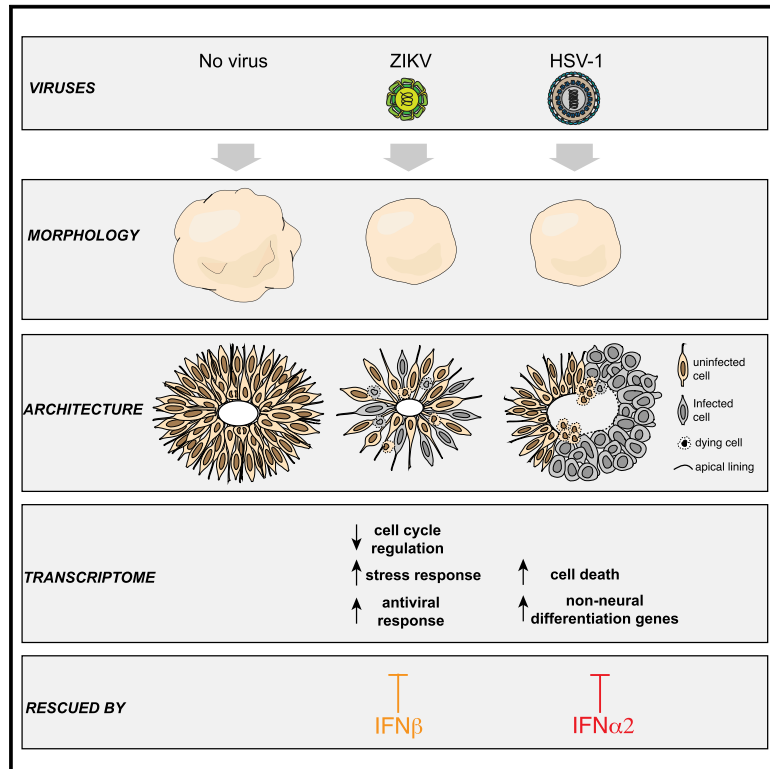 No virus
ZIKV
HSV-1
VIRUSES
MORPHOLOGY
ARCHITECTURE
uninfected
cell
Infected
cell
dying cell
apical lining
TRANSCRIPTOME
cell cycle
regulation
stress response
antiviral
response
cell death
non-neural
differentiation genes
RESCUED BY
IFNβ
IFNα2